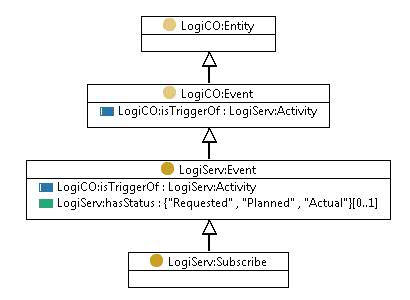 LogiCO:Entity
LogiCO:Event
LogiCO:isTriggerOf : LogiServ:Activity
LogiServ:Event
LogiCO:isTriggerOf : LogiServ:Activity
LogiServ:hasStatus : {"Requested" , "Planned" , "Actual"}[0..1]
LogiServ:Subscribe